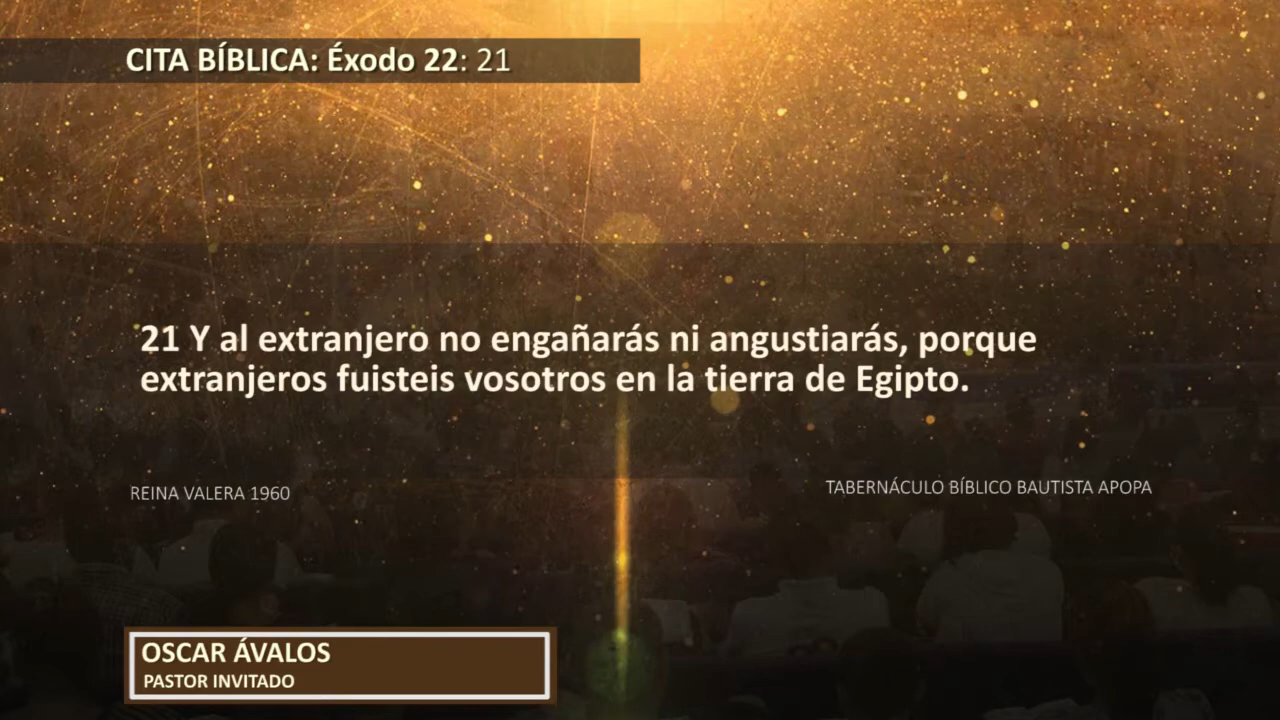 CITA BÍBLICA: Éxodo 22: 21
21 Y al extranjero no engañarás ni angustiarás, porque
extranjeros fuisteis vosotros en la tierra de Egipto.
REINA VALERA 1960
TABERNÁCULO BÍBLICO BAUTISTA APOPA
OSCAR ÁVALOS
PASTOR INVITADO